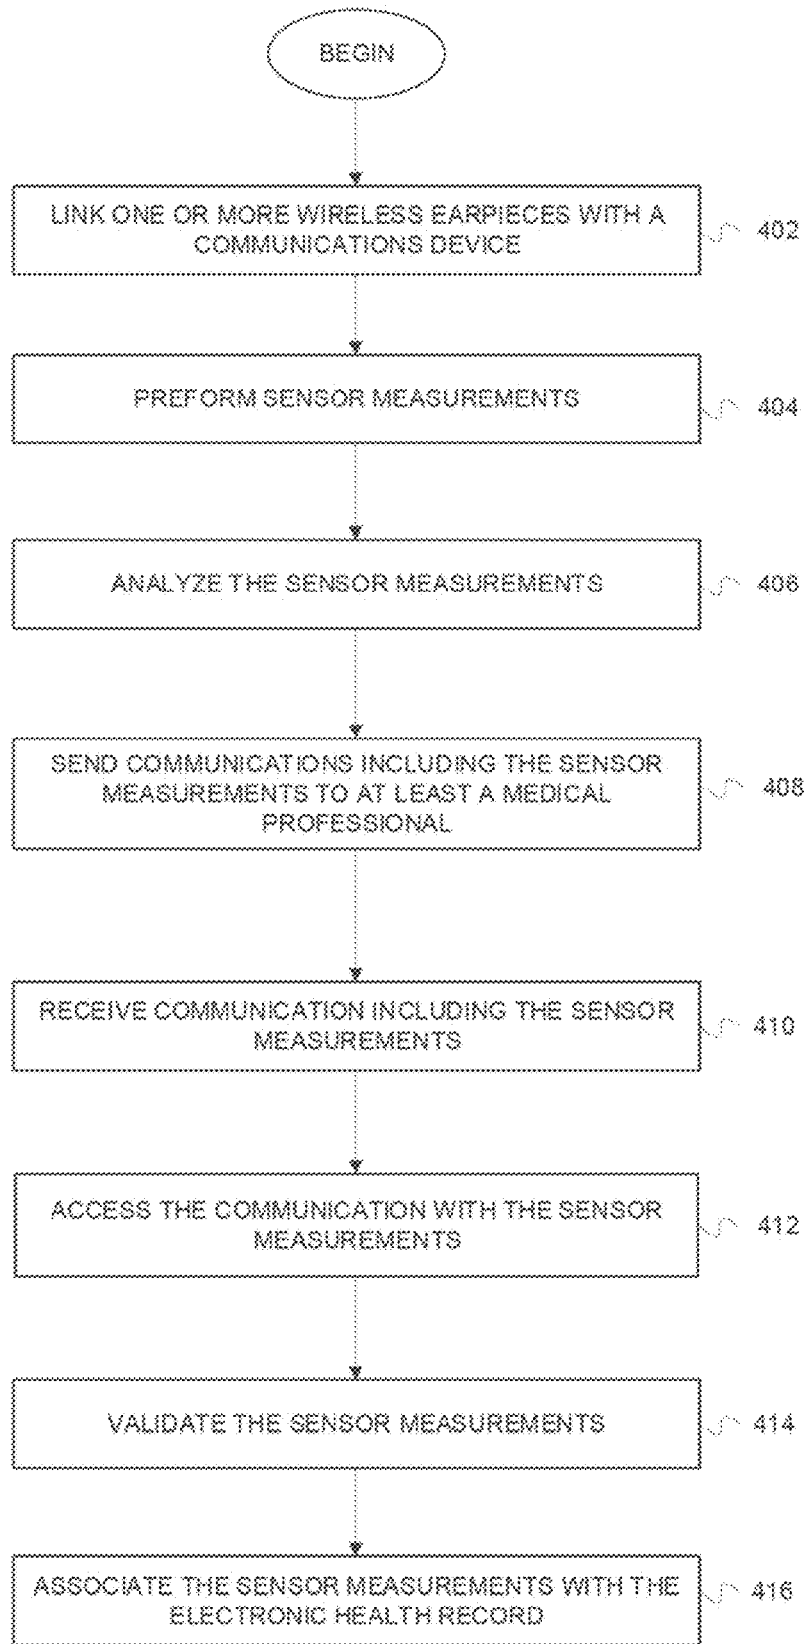 BEGIN
LINK ONE OR MORE WIRELESS EARPIECES WITH A
COMMUNICATIONS DEVICE
402
PREFORM SENSOR MEASUREMENTS
404
ANALYZE THE SENSOR MEASUREMENTS
406
SEND COMMUNICATIONS INCLUDING THE SENSOR
MEASUREMENTS TO AT LEAST A MEDICAL
PROFESSIONAL
408
RECEIVE COMMUNICATION INCLUDING THE SENSOR
MEASUREMENTS
410
ACCESS THE COMMUNICATION WITH THE SENSOR
MEASUREMENTS
412
VALIDATE THE SENSOR MEASUREMENTS
414
ASSOCIATE THE SENSOR MEASUREMENTS WITH THE
ELECTRONIC HEALTH RECORD
416